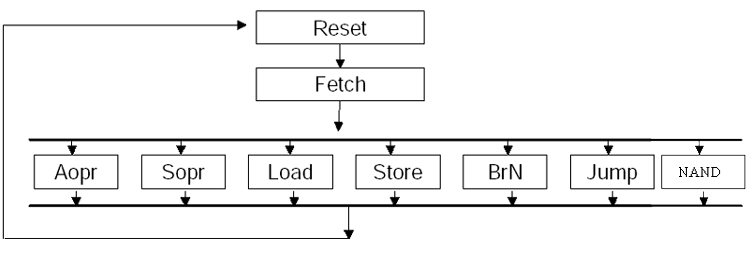 Reset
Fetch
Aopr Sopr Load Store BrN Jump NAND